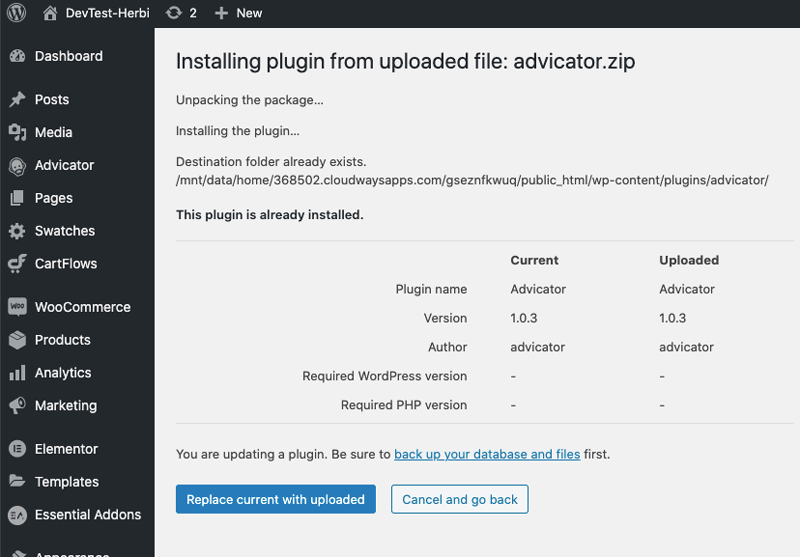 DevTest-Herbi 2 New
Dashboard
Posts
Media
Advicator
Pages
Swatches
CartFlows
WOO WooCommerce
Products
Analytics
Marketing
Elementor
Templates
Essential Addons
Appearance
Installing plugin from uploaded file: advicator.zip
Unpacking the package…
Installing the plugin…
Destination folder already exists.
/mnt/data/home/368502.cloudwaysapps.com/gseznfkwuq/public_html/wp-content/plugins/advicator/
This plugin is already installed.
Current Uploaded
Plugin name Advicator Advicator
Version 1.0.3 1.0.3
Author advicator advicator
Required WordPress version - -
Required PHP version - -
You are updating a plugin. Be sure to back up your database and files first.
Replace current with uploaded Cancel and go back